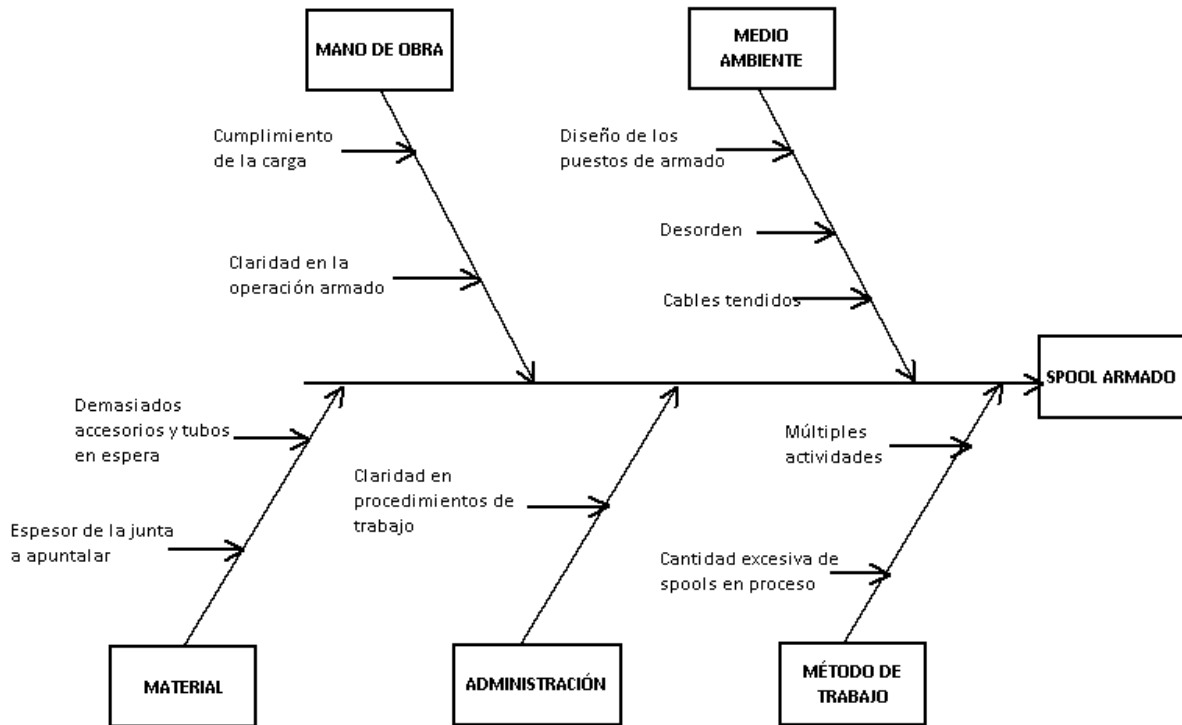 MANO DE OBRA
MEDIO
AMBIENTE
Cumplimiento
de la carga
Diseño de los
puestos de armado
Desorden
Claridad en la
operación armado
Cables tendidos
SPOOL ARMADO
Demasiados
accesorios y tubos
en espera
Múltiples
actividades
Claridad en
procedimientos de
trabajo
Espesor de la junta
a apuntalar
Cantidad excesiva de
spools en proceso
MATERIAL
ADMINISTRACIÓN
MÉTODO DE
TRABAJO